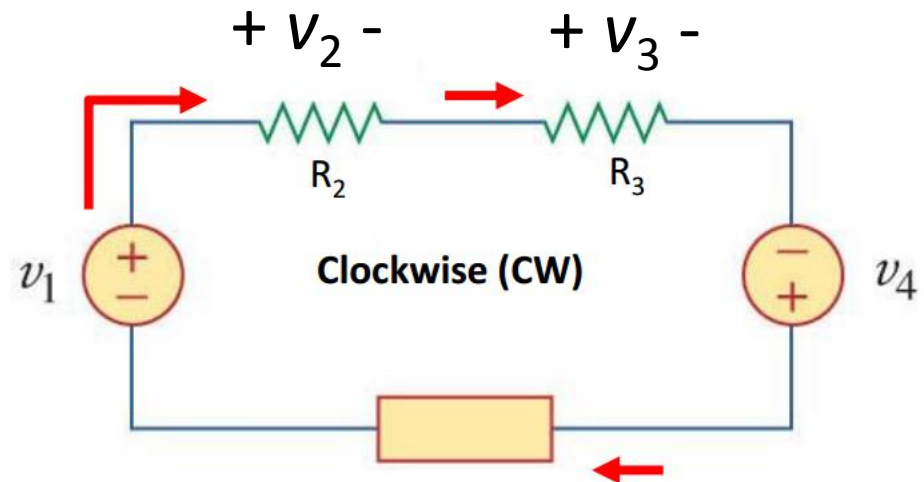 + v₂ - + v₃ -
R₂ R₃
v₁ + − Clockwise (CW) − + v₄